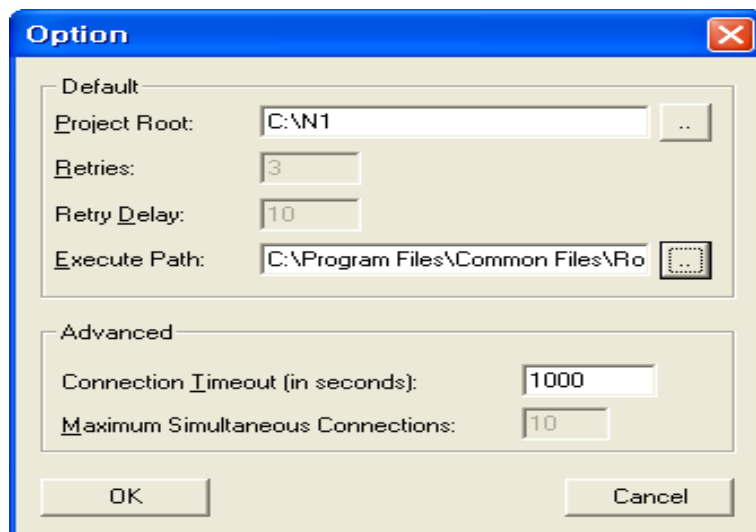 Option
Default
Project Root: C:\N1 ..
Retries: 3
Retry Delay: 10
Execute Path: C:\Program Files\Common Files\Ro ..
Advanced
Connection Timeout (in seconds): 1000
Maximum Simultaneous Connections: 10
OK Cancel